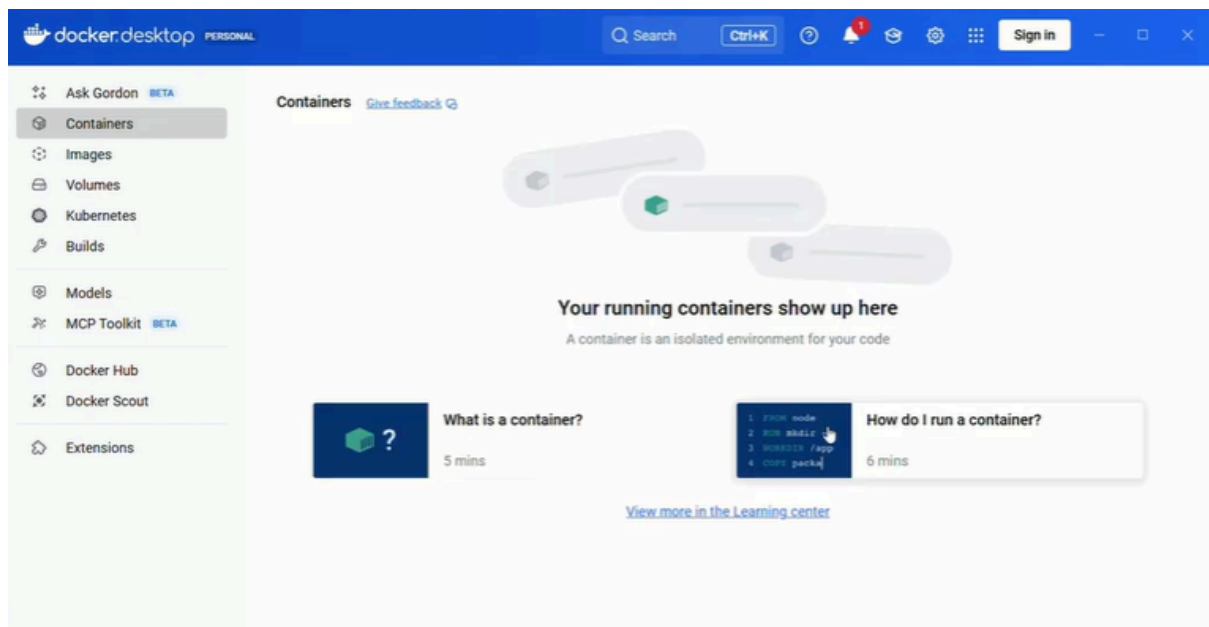 docker.desktop PERSONAL
Search Ctrl+K
1
Sign in
Ask Gordon BETA
Containers
Images
Volumes
Kubernetes
Builds
Models
MCP Toolkit BETA
Docker Hub
Docker Scout
Extensions
Containers Give feedback
Your running containers show up here
A container is an isolated environment for your code
?
What is a container?
5 mins
1 FROM node
2 RUN mkdir
3 WORKDIR /app
4 COPY packa
How do I run a container?
6 mins
View more in the Learning center